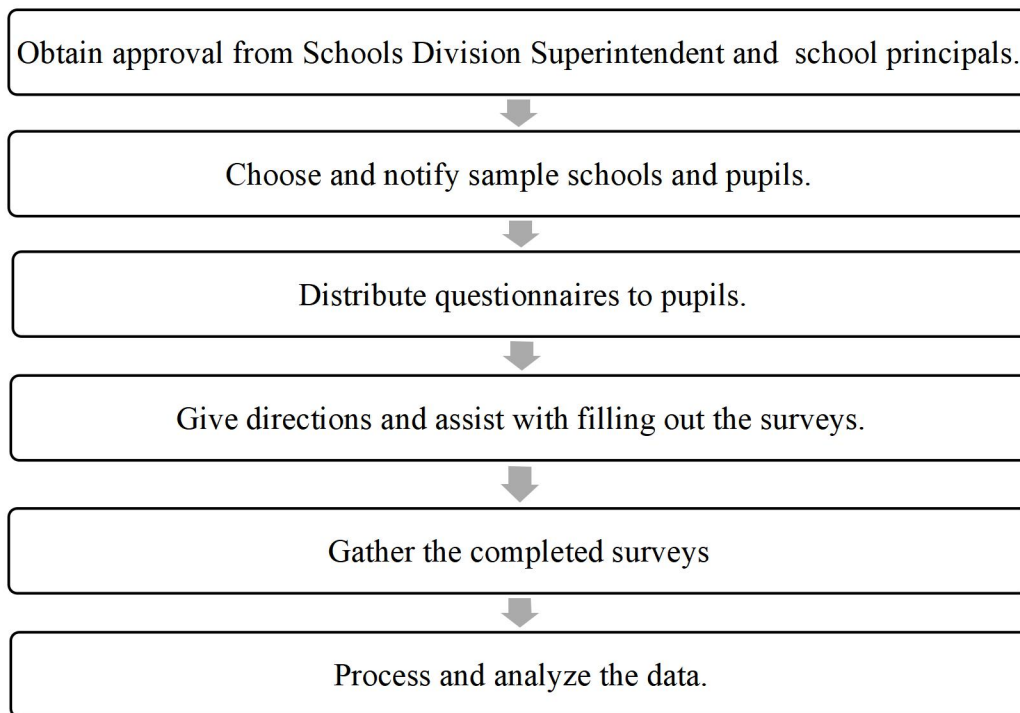 Obtain approval from Schools Division Superintendent and school principals.
Choose and notify sample schools and pupils.
Distribute questionnaires to pupils.
Give directions and assist with filling out the surveys.
Gather the completed surveys
Process and analyze the data.